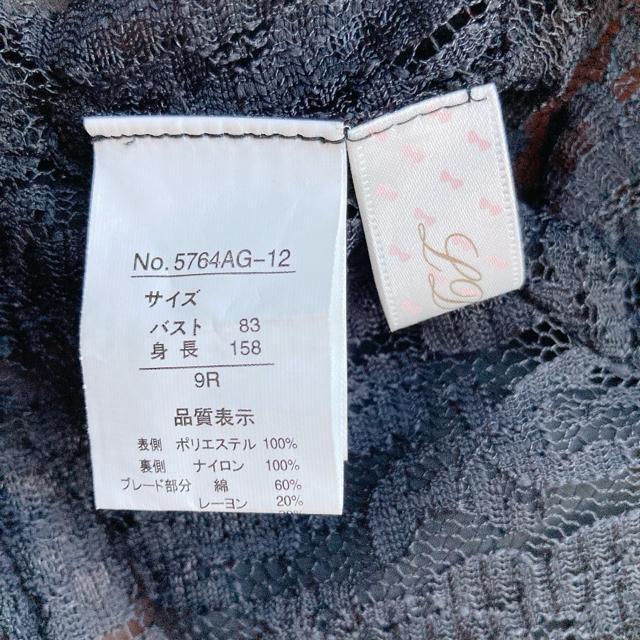 No.5764AG-12
サイズ
バスト 83
身長 158
9R
品質表示
表側 ポリエステル 100%
裏側 ナイロン 100%
ブレード部分 綿 60%
レーヨン 20%